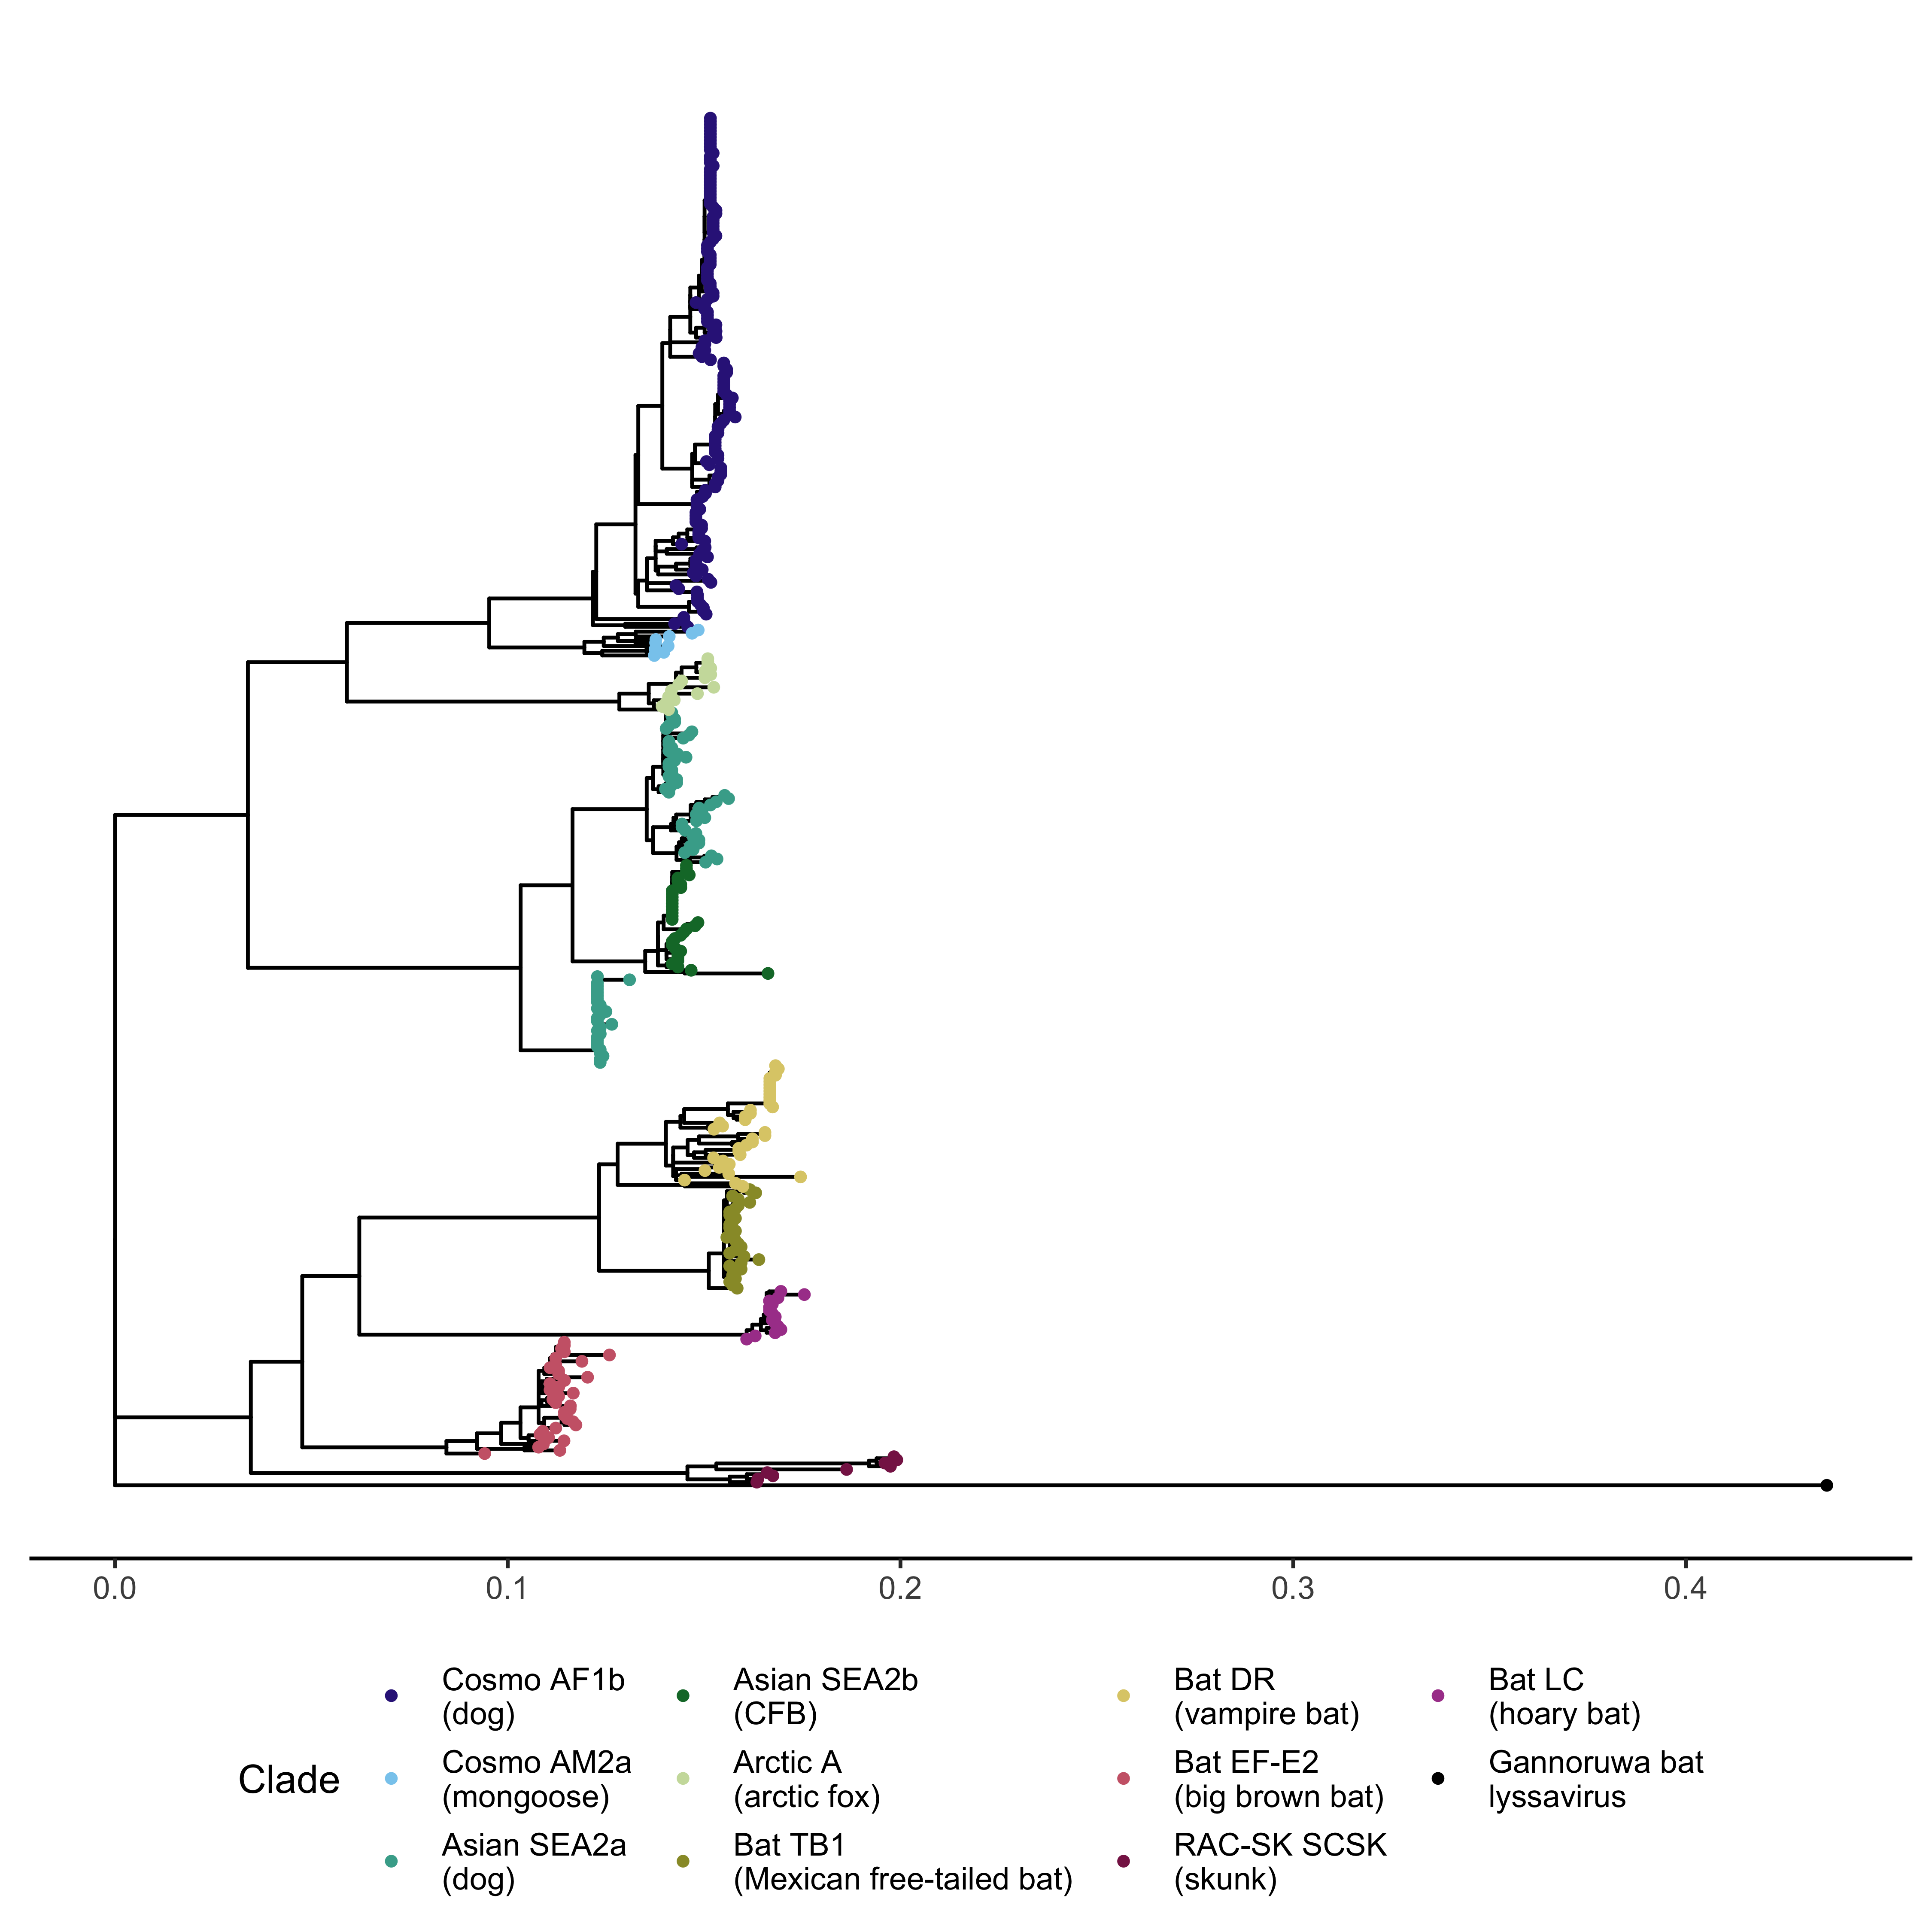 0.0 0.1 0.2 0.3 0.4
Clade
Cosmo AF1b
(dog)
Cosmo AM2a
(mongoose)
Asian SEA2a
(dog)
Asian SEA2b
(CFB)
Arctic A
(arctic fox)
Bat TB1
(Mexican free-tailed bat)
Bat DR
(vampire bat)
Bat EF-E2
(big brown bat)
RAC-SK SCSK
(skunk)
Bat LC
(hoary bat)
Gannoruwa bat
lyssavirus